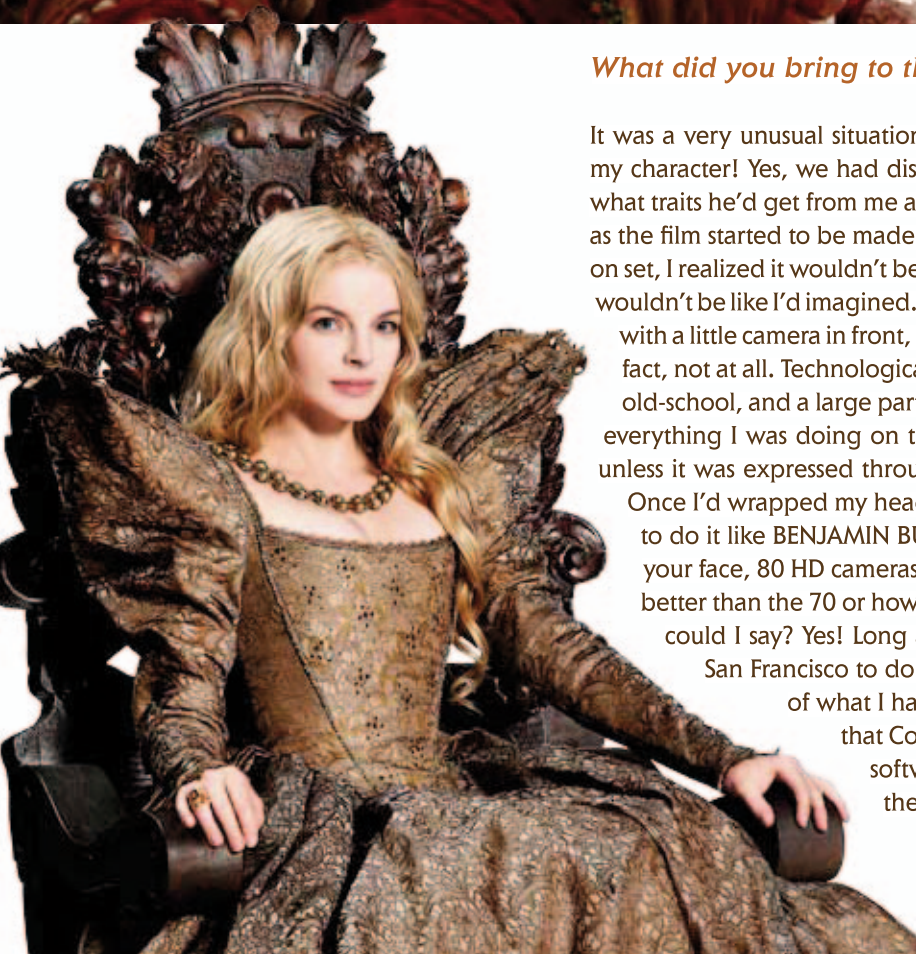 What did you bring to t
It was a very unusual situation
my character! Yes, we had dis
what traits he’d get from me a
as the film started to be made
on set, I realized it wouldn’t be
wouldn’t be like I’d imagined.
with a little camera in front,
fact, not at all. Technologica
old-school, and a large par
everything I was doing on t
unless it was expressed throu
Once I’d wrapped my hea
to do it like BENJAMIN BU
your face, 80 HD cameras
better than the 70 or how
could I say? Yes! Long
San Francisco to do
of what I ha
that Co
softw
the